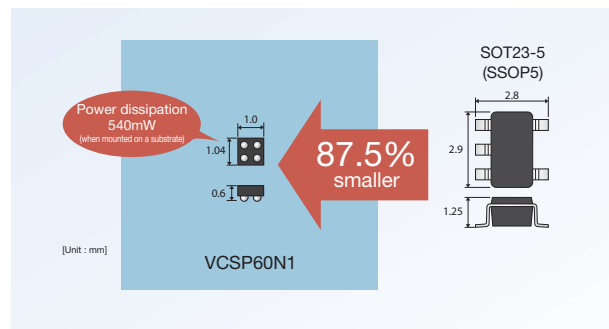 Power dissipation
540mW
(when mounted on a substrate)
1.0
1.04
0.6
[Unit : mm]
VCSP60N1
87.5%
smaller
SOT23-5
(SSOP5)
2.8
2.9
1.25